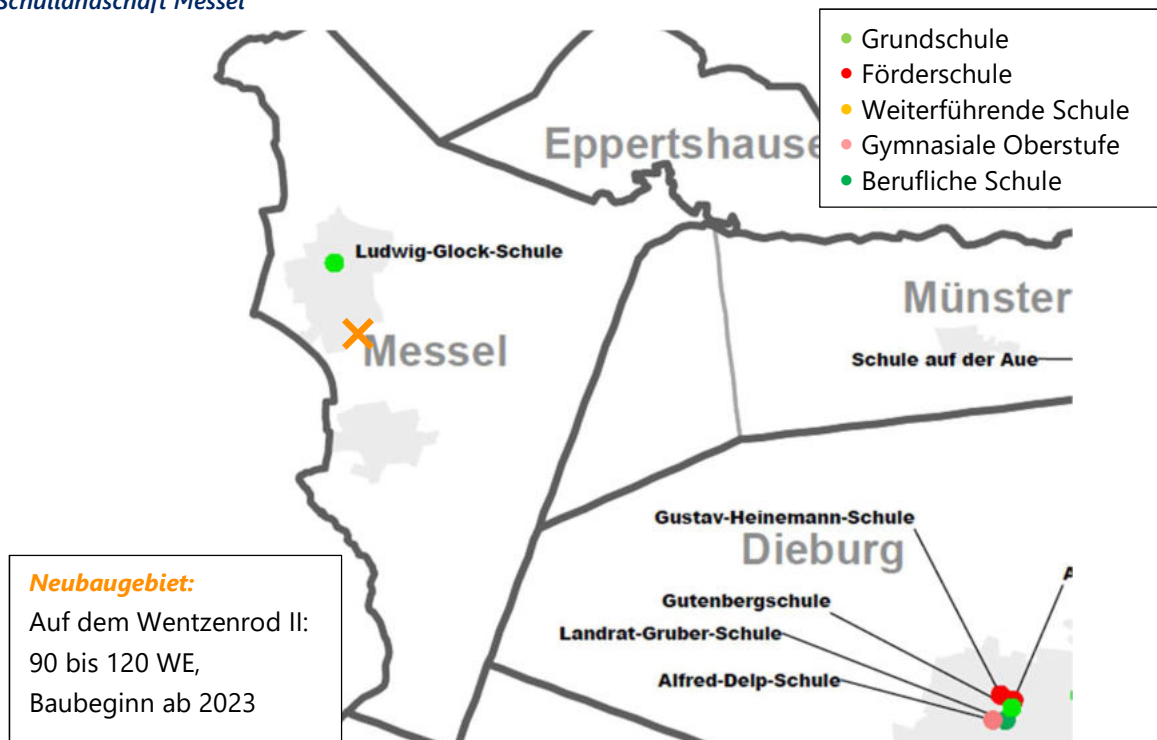 Schullandschaft Messel
Grundschule
Förderschule
Weiterführende Schule
Gymnasiale Oberstufe
Berufliche Schule
Eppertshause
Ludwig-Glock-Schule
Münster
Messel
Schule auf der Aue
Gustav-Heinemann-Schule
Dieburg
A
Gutenbergschule
Landrat-Gruber-Schule
Alfred-Delp-Schule
Neubaugebiet:
Auf dem Wentzenrod II:
90 bis 120 WE,
Baubeginn ab 2023